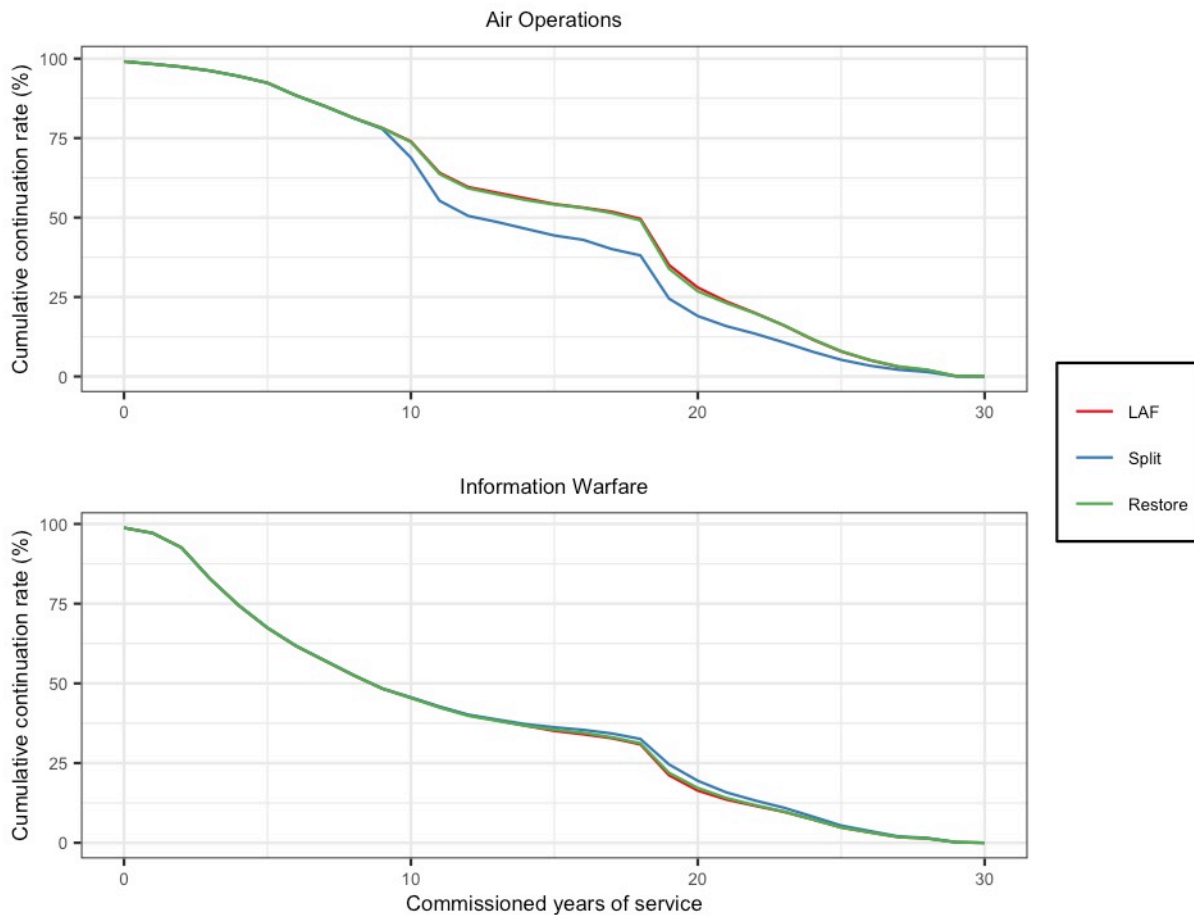 Air Operations
Cumulative continuation rate (%)
100
75
50
25
0
0 10 20 30
LAF
Split
Restore
Information Warfare
Cumulative continuation rate (%)
100
75
50
25
0
0 10 20 30
Commissioned years of service